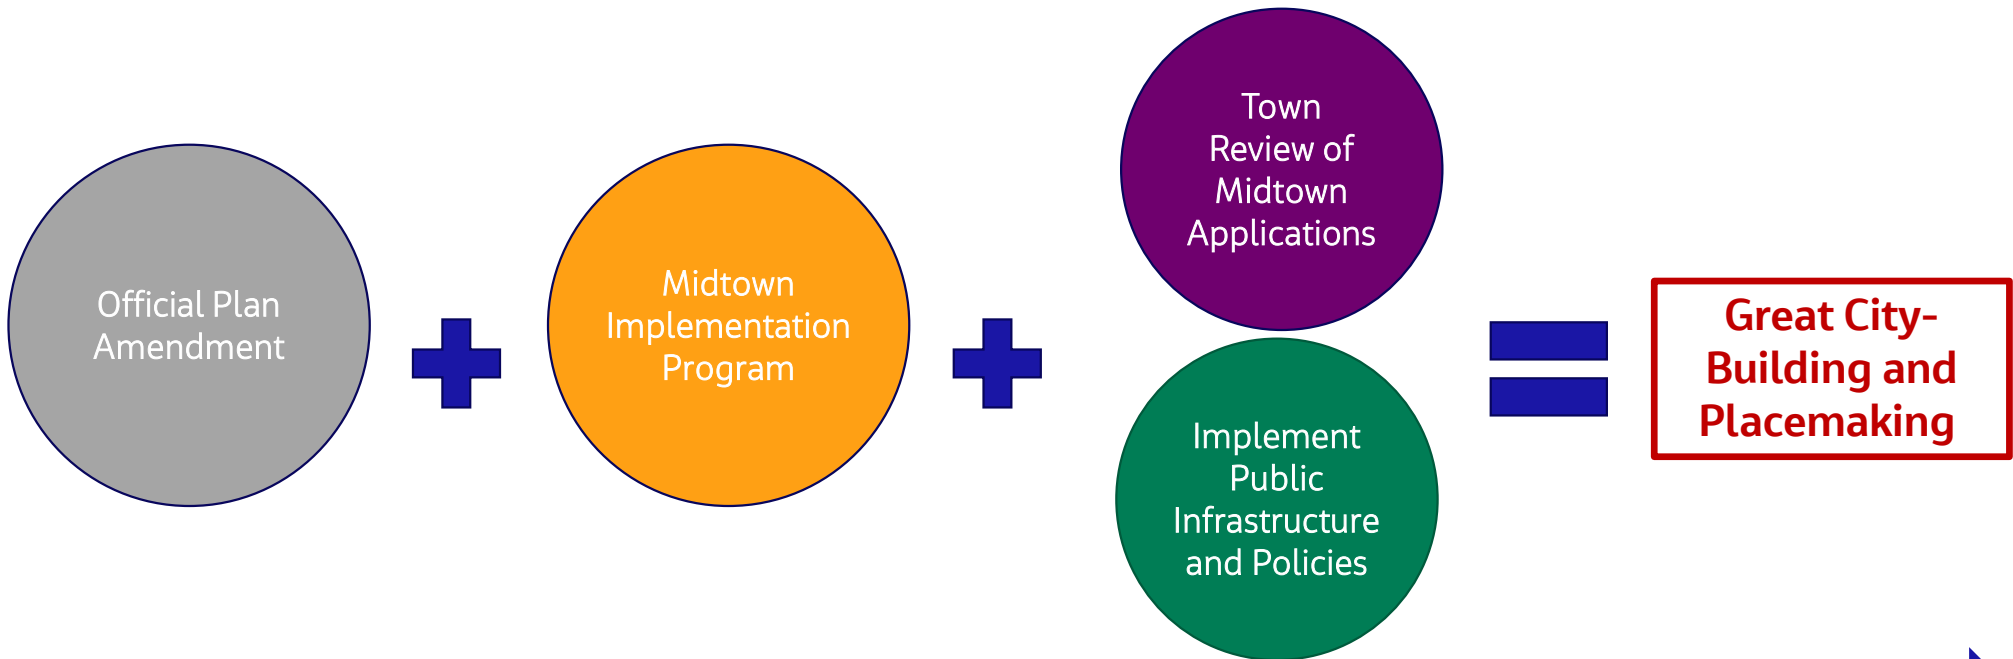 Official Plan
Amendment
Midtown
Implementation
Program
Town
Review of
Midtown
Applications
Implement
Public
Infrastructure
and Policies
Great City-
Building and
Placemaking